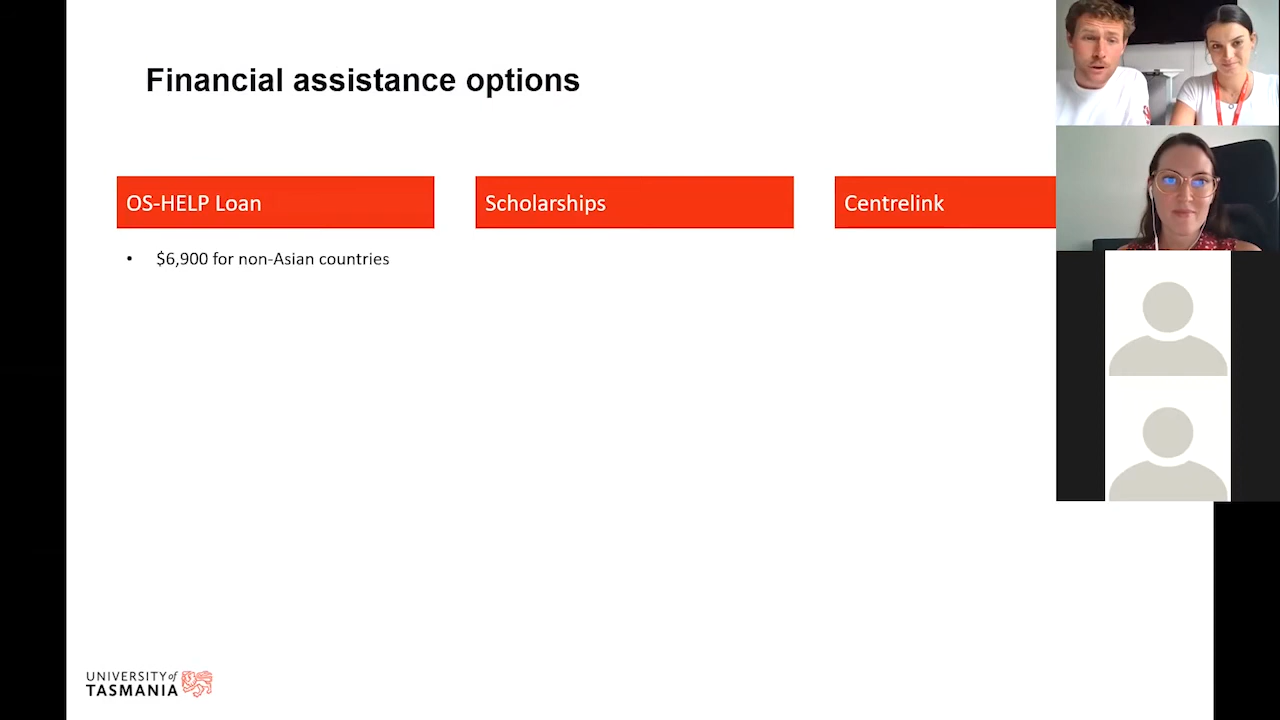 Financial assistance options
OS-HELP Loan
Scholarships
Centrelink
• $6,900 for non-Asian countries
UNIVERSITY of
TASMANIA